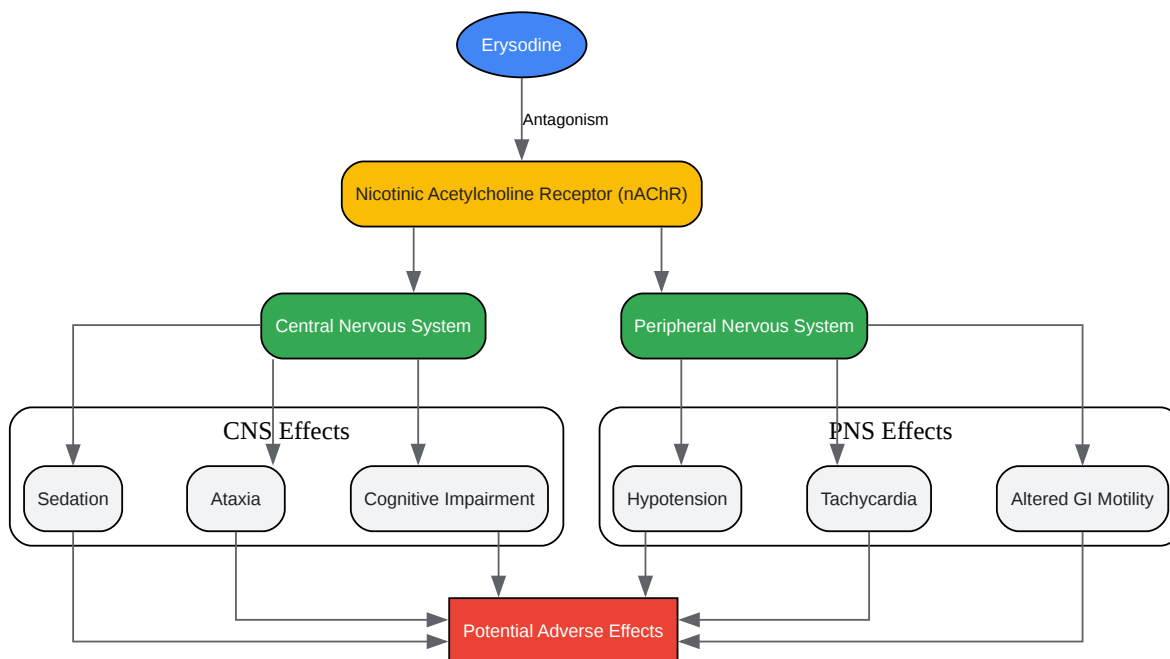 Erysodine
Antagonism
Nicotinic Acetylcholine Receptor (nAChR)
Central Nervous System
Peripheral Nervous System
CNS Effects
PNS Effects
Sedation
Ataxia
Cognitive Impairment
Hypotension
Tachycardia
Altered GI Motility
Potential Adverse Effects